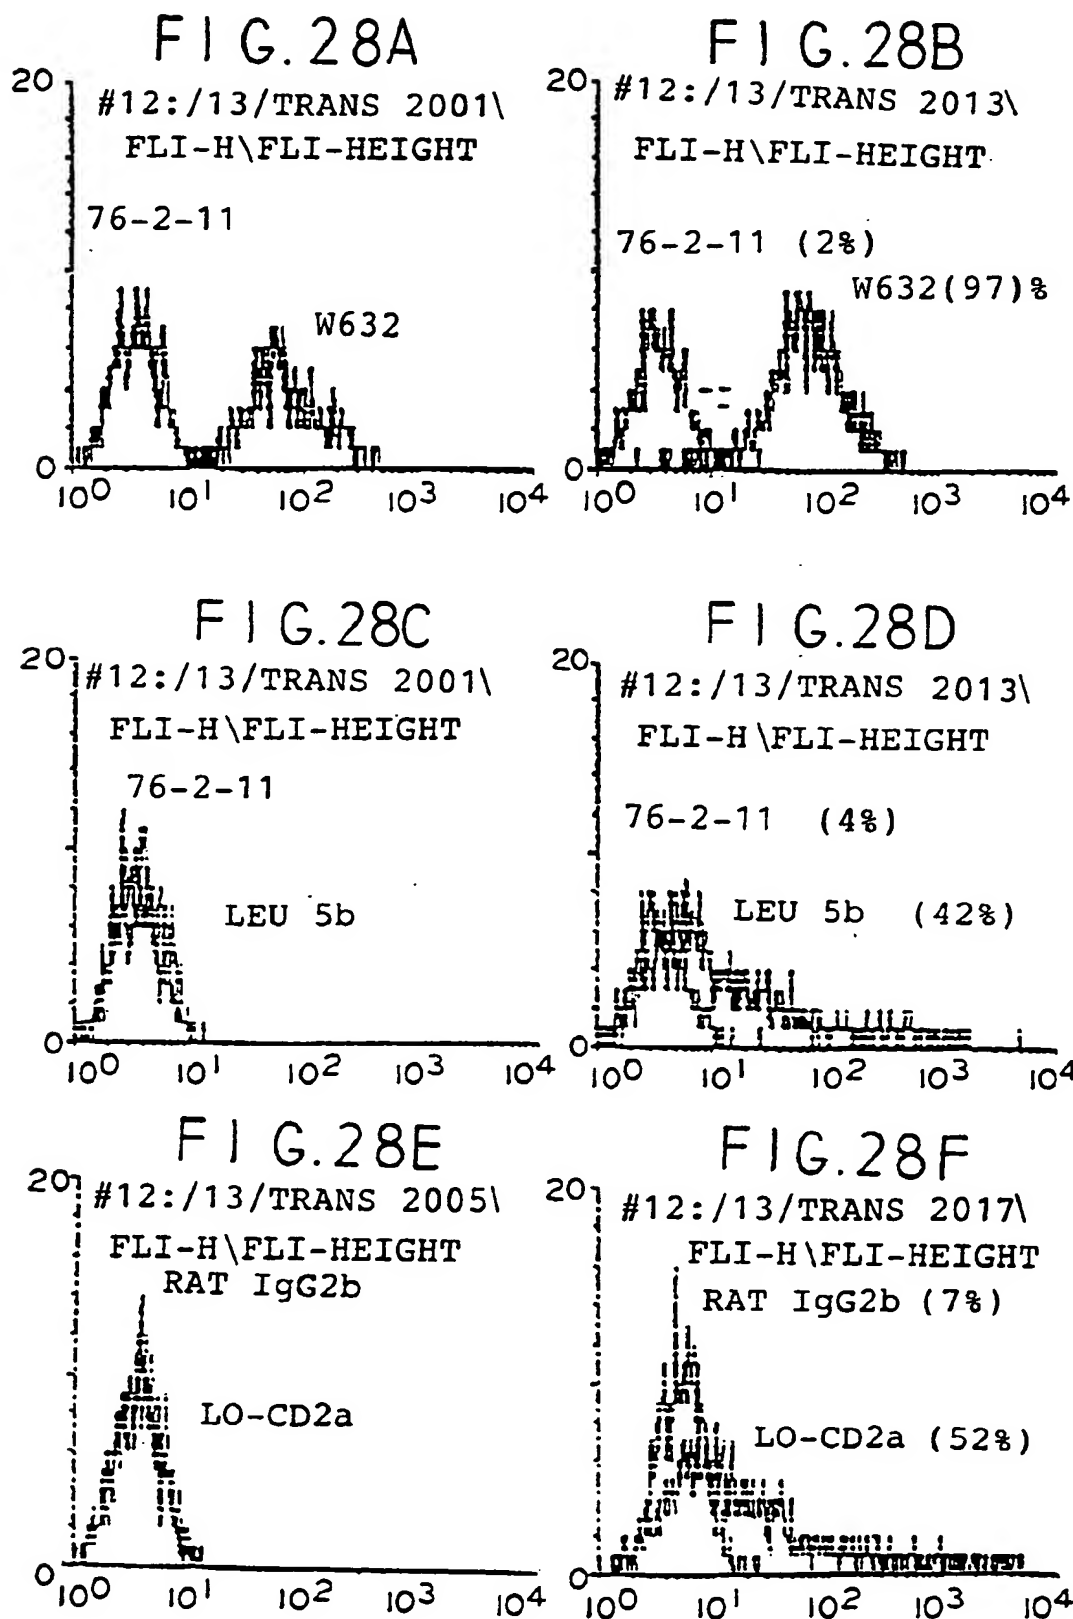 FIG.28A
20
#12:/13/TRANS 2001\
FLI-H\FLI-HEIGHT
76-2-11
W632
0
10⁰ 10¹ 10² 10³ 10⁴
FIG.28B
20
#12:/13/TRANS 2013\
FLI-H\FLI-HEIGHT
76-2-11 (2%)
W632(97)%
0
10⁰ 10¹ 10² 10³ 10⁴
FIG.28C
20
#12:/13/TRANS 2001\
FLI-H\FLI-HEIGHT
76-2-11
LEU 5b
0
10⁰ 10¹ 10² 10³ 10⁴
FIG.28D
20
#12:/13/TRANS 2013\
FLI-H\FLI-HEIGHT
76-2-11 (4%)
LEU 5b (42%)
0
10⁰ 10¹ 10² 10³ 10⁴
FIG.28E
20
#12:/13/TRANS 2005\
FLI-H\FLI-HEIGHT
RAT IgG2b
LO-CD2a
0
10⁰ 10¹ 10² 10³ 10⁴
FIG.28F
20
#12:/13/TRANS 2017\
FLI-H\FLI-HEIGHT
RAT IgG2b (7%)
LO-CD2a (52%)
0
10⁰ 10¹ 10² 10³ 10⁴